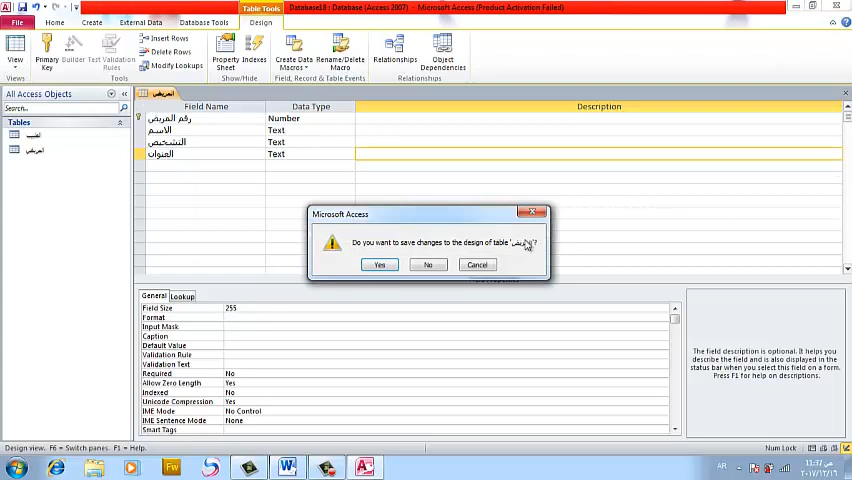 Table Tools
Database18 : Database (Access 2007) - Microsoft Access (Product Activation Failed)
File
Home
Create
External Data
Database Tools
Design
View
Views
Primary Key
Builder
Test Validation Rules
Insert Rows
Delete Rows
Modify Lookups
Tools
Property Sheet
Indexes
Show/Hide
Create Data Macros
Rename/Delete Macro
Field, Record & Table Events
Relationships
Object Dependencies
Relationships
All Access Objects
Search...
Tables
الطبيب
المريض
المريض
Field Name
Data Type
Description
رقم المريض
Number
الاسم
Text
التشخيص
Text
العنوان
Text
Microsoft Access
Do you want to save changes to the design of table
Yes
No
Cancel
General
Lookup
Field Size
255
Format
Input Mask
Caption
Default Value
Validation Rule
Validation Text
Required
No
Allow Zero Length
Yes
Indexed
No
Unicode Compression
Yes
IME Mode
No Control
IME Sentence Mode
None
Smart Tags
The field description is optional. It helps you
describe the field and is also displayed in the
status bar when you select this field on a form.
Press F1 for help on descriptions.
Design view. F6 = Switch panes. F1 = Help.
Num Lock
Fw
AR
11:37 ص
٢٠١٧/١٢/١٦